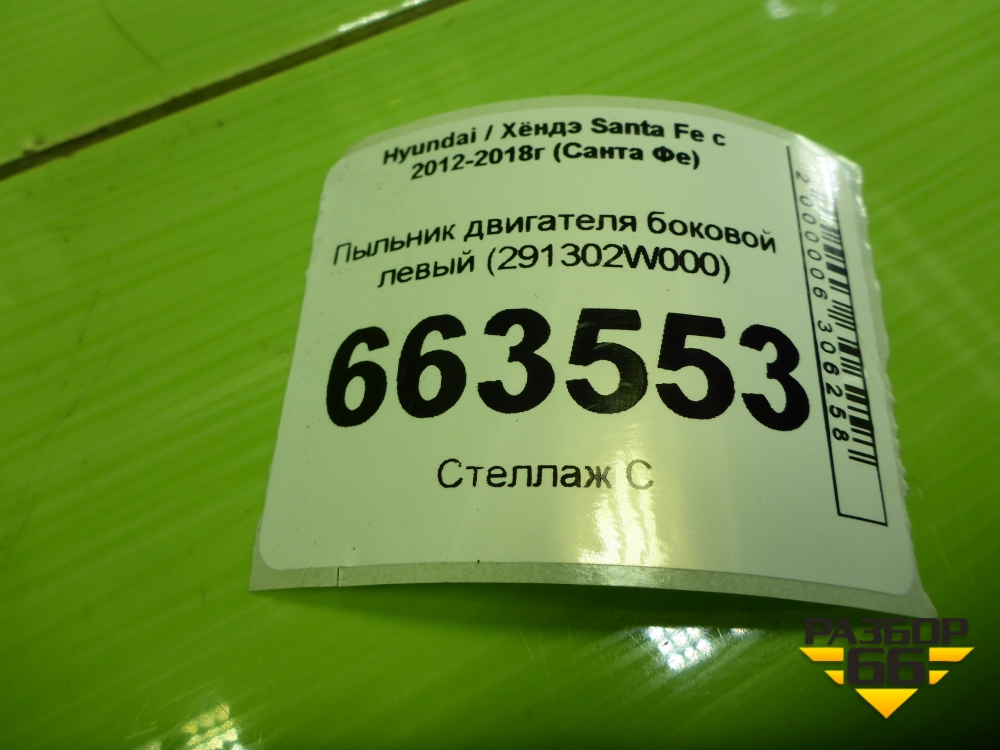 Hyundai / Хёндэ Santa Fe с
2012-2018г (Санта Фе)
Пыльник двигателя боковой
левый (291302W000)
663553
Стеллаж С
2000006306258
РАЗБОР
66